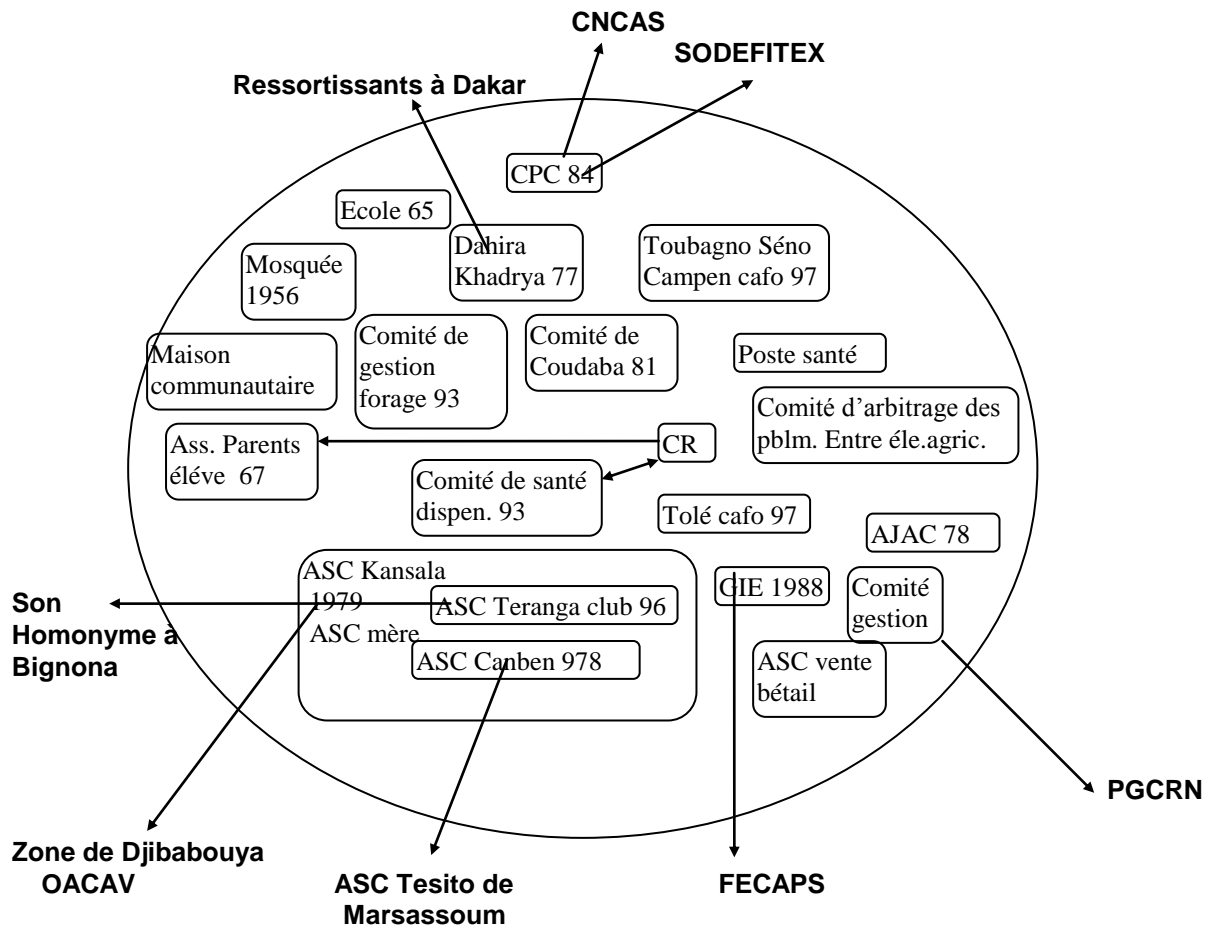 CNCAS
SODEFITEX
Ressortissants à Dakar
CPC 84
Ecole 65
Dahira
Khadrya 77
Toubagno Séno
Campen cafo 97
Mosquée
1956
Comité de
gestion
forage 93
Comité de
Coudaba 81
Poste santé
Maison
communautaire
Comité d’arbitrage des
pblm. Entre éle.agric.
Ass. Parents
éléve 67
CR
Comité de santé
dispen. 93
Tolé cafo 97
AJAC 78
ASC Kansala
1979
ASC mère
ASC Teranga club 96
ASC Canben 978
GIE 1988
Comité
gestion
ASC vente
bétail
Son
Homonyme à
Bignona
PGCRN
Zone de Djibabouya
OACAV
ASC Tesito de
Marsassoum
FECAPS